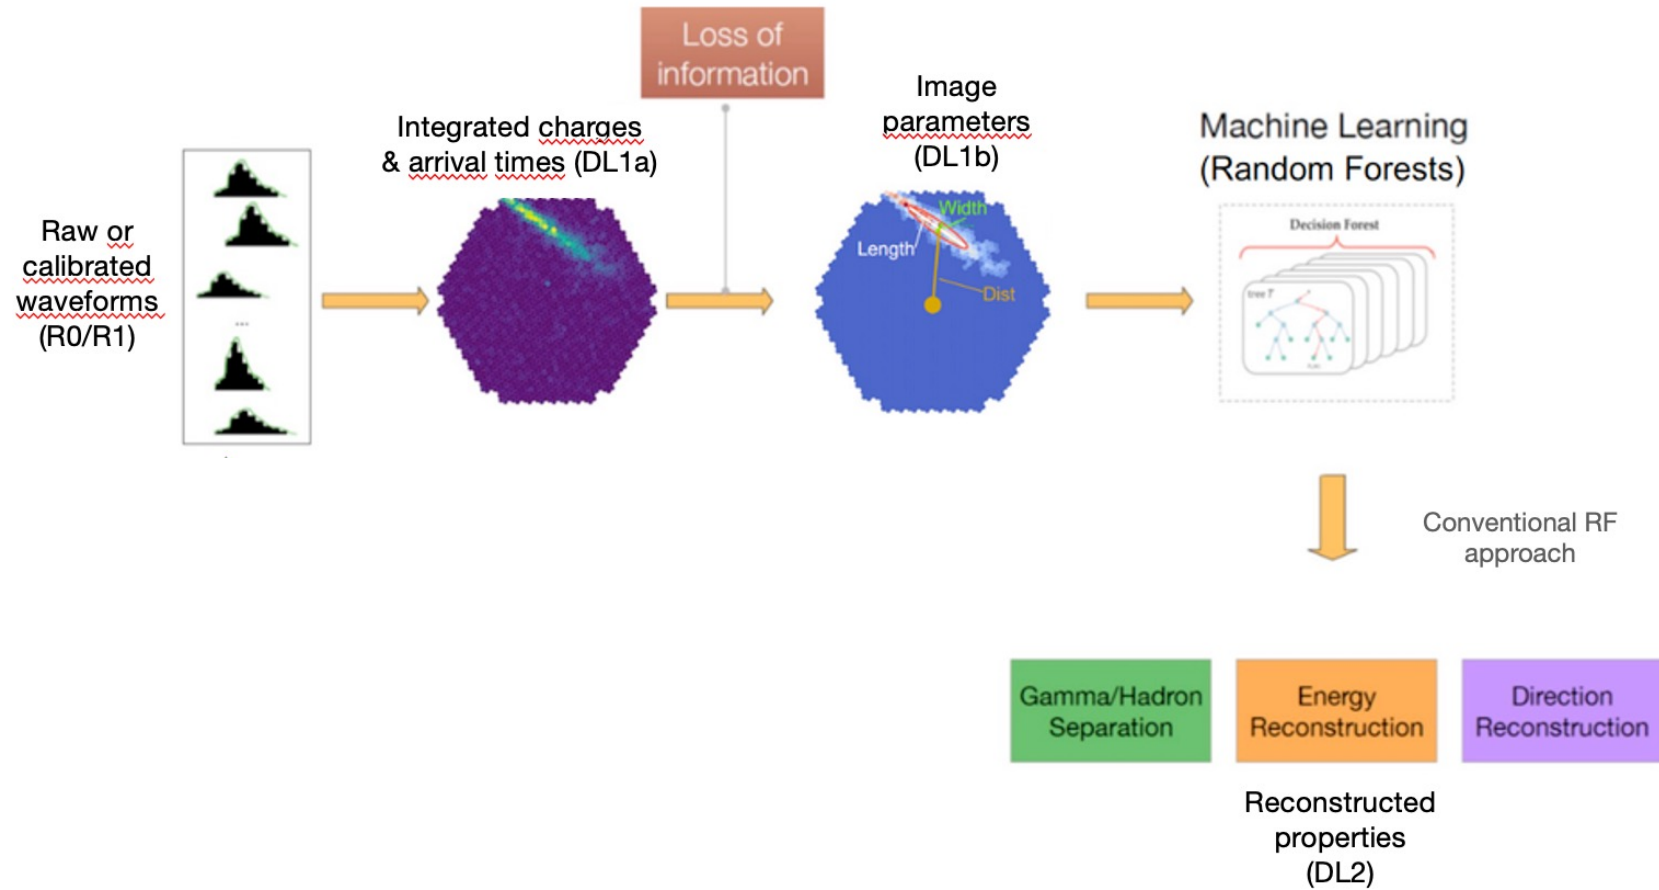 Loss of
information
Integrated charges
& arrival times (DL1a)
Image
parameters
(DL1b)
Machine Learning
(Random Forests)
Raw or
calibrated
waveforms
(R0/R1)
...
Width
Length
Dist
Decision Forest
tree T
Conventional RF
approach
Gamma/Hadron
Separation
Energy
Reconstruction
Direction
Reconstruction
Reconstructed
properties
(DL2)